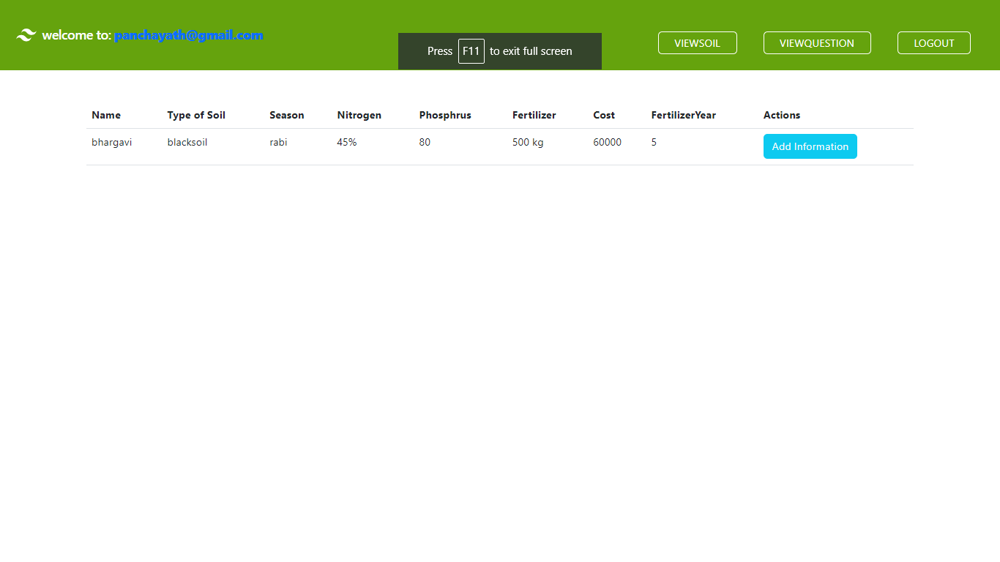 welcome to: panchayath@gmail.com
Press F11 to exit full screen
VIEWSOIL VIEWQUESTION LOGOUT
Name Type of Soil Season Nitrogen Phosphrus Fertilizer Cost FertilizerYear Actions
bhargavi blacksoil rabi 45% 80 500 kg 60000 5 Add Information